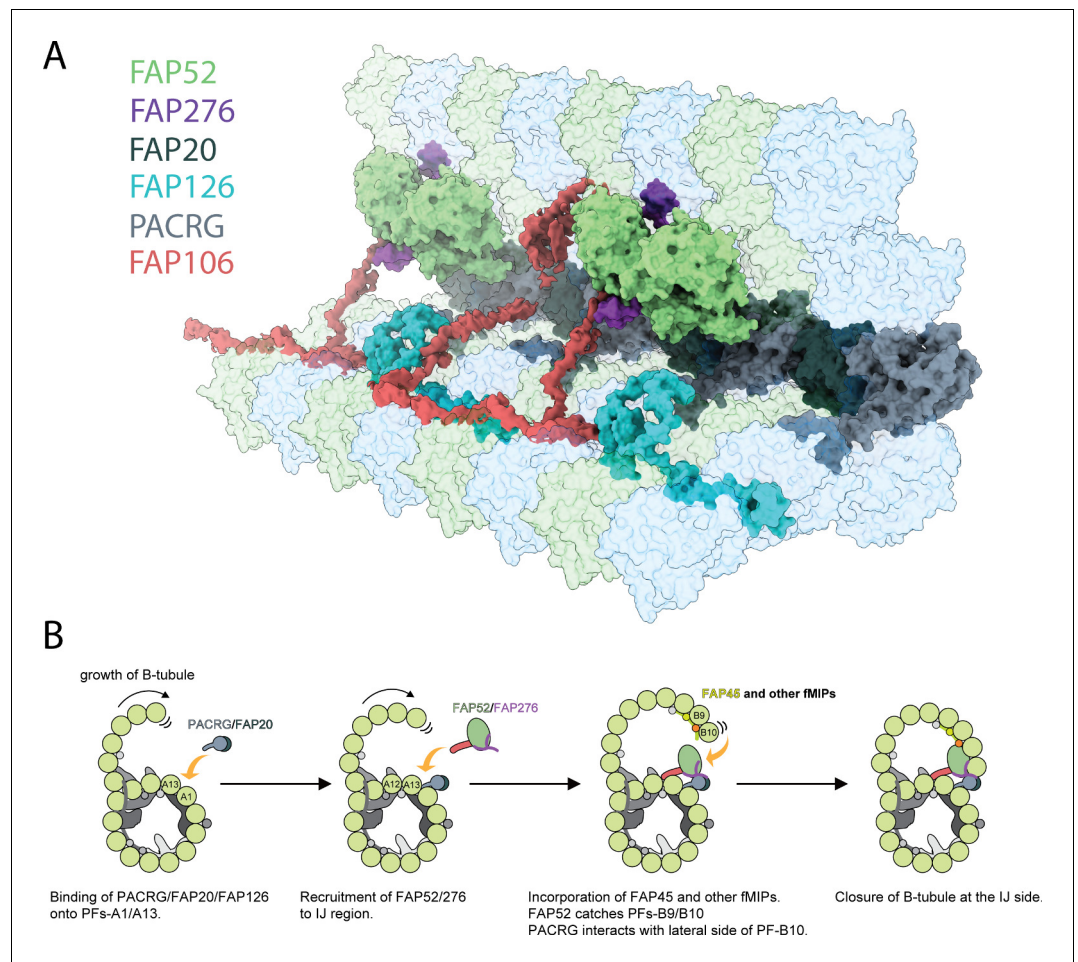 A
FAP52
FAP276
FAP20
FAP126
PACRG
FAP106
B
growth of B-tubule
PACRG/FAP20
A13
A1
FAP52/FAP276
A12 A13
FAP45 and other fMIPs
B9
B10
Binding of PACRG/FAP20/FAP126
onto PFs-A1/A13.
Recruitment of FAP52/276
to IJ region.
Incorporation of FAP45 and other fMIPs.
FAP52 catches PFs-B9/B10
PACRG interacts with lateral side of PF-B10.
Closure of B-tubule at the IJ side.